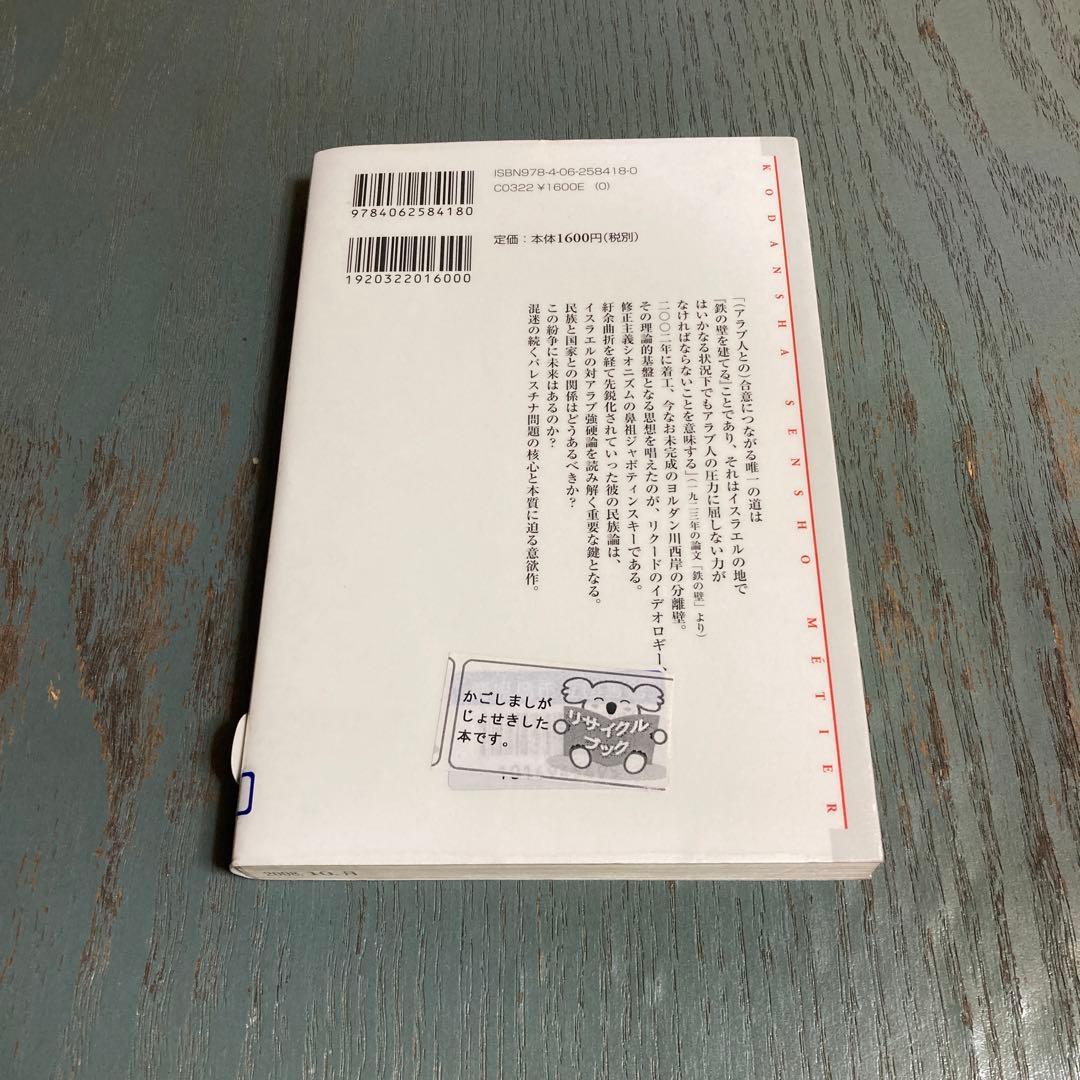 ISBN978-4-06-258418-0
C0322 ¥1600E (0)
9784062584180
定価：本体1600円(税別)
1920322016000
KODANSHA SENSHO MÉTIER
「(アラブ人との)合意につながる唯一の道は
『鉄の壁を建てる』ことであり、それはイスラエルの地で
はいかなる状況下でもアラブ人の圧力に屈しない力が
なければならないことを意味する」(一九二三年の論文「鉄の壁」より)
二〇〇二年に着工、今なお未完成のヨルダン川西岸の分離壁。
その理論的基盤となる思想を唱えたのが、リクードのイデオロギー、
修正主義シオニズムの鼻祖ジャボティンスキーである。
紆余曲折を経て先鋭化されていった彼の民族論は、
イスラエルの対アラブ強硬論を読み解く重要な鍵となる。
民族と国家との関係はどうあるべきか？
この紛争に未来はあるのか？
混迷の続くパレスチナ問題の核心と本質に迫る意欲作。
かごしましが
じょせきした
本です。
リサイクル
ブック
2008.10.月